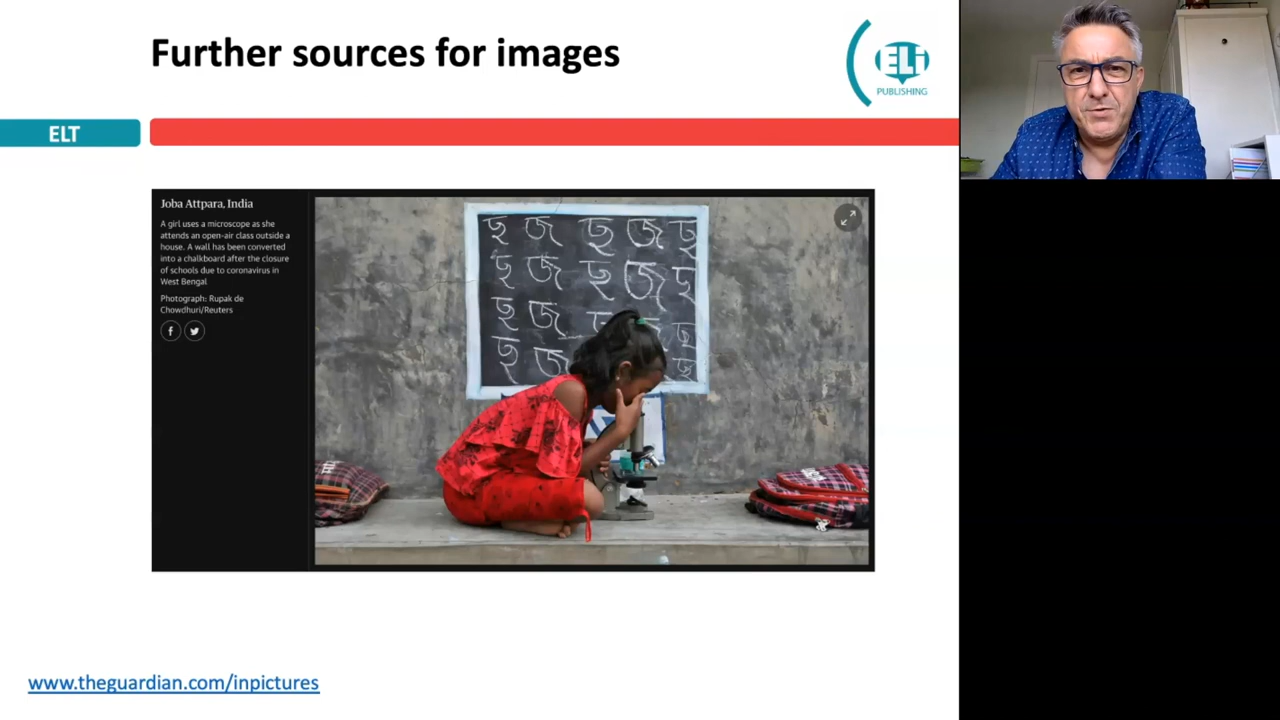 Further sources for images
ELi
PUBLISHING
ELT
Joba Attpara, India
A girl uses a microscope as she
attends an open-air class outside a
house. A wall has been converted
into a chalkboard after the closure
of schools due to coronavirus in
West Bengal
Photograph: Rupak de
Chowdhuri/Reuters
ছ জ ছ জ ছ
ছ জ ছ জ ছ
ছ জ ছ
ছ জ
www.theguardian.com/inpictures